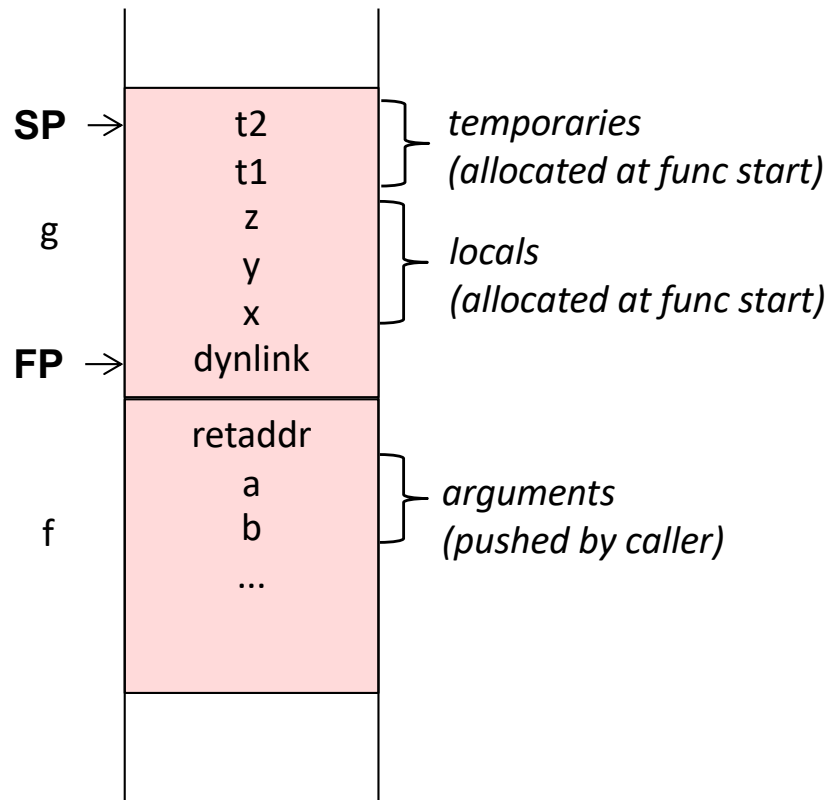 SP
t2
t1
temporaries
(allocated at func start)
g
z
y
x
locals
(allocated at func start)
FP
dynlink
retaddr
f
a
b
...
arguments
(pushed by caller)